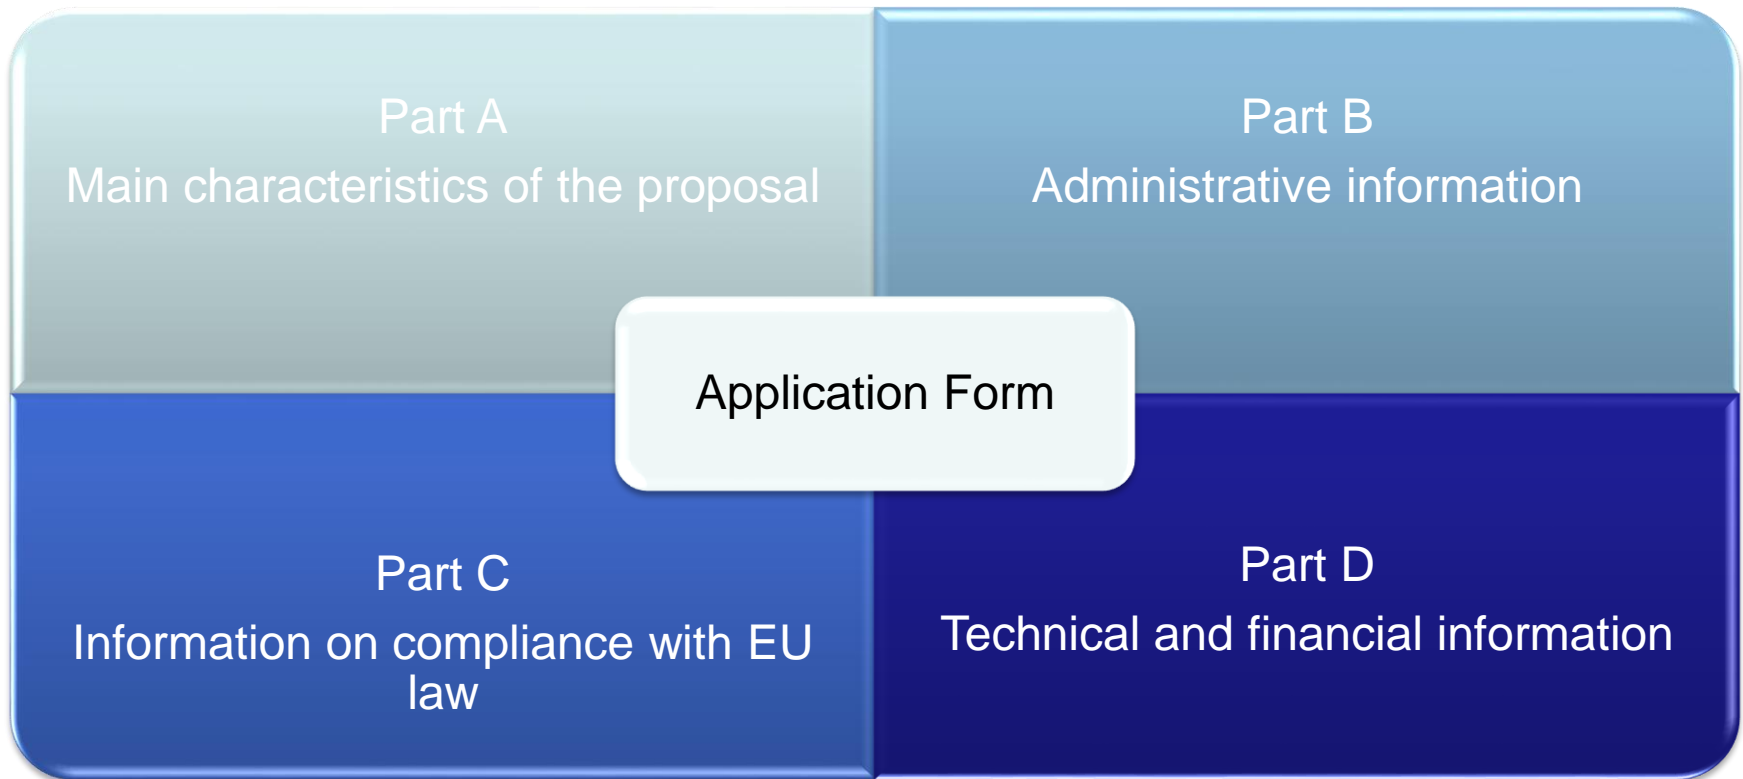 Part A
Main characteristics of the proposal
Part B
Administrative information
Application Form
Part C
Information on compliance with EU
law
Part D
Technical and financial information